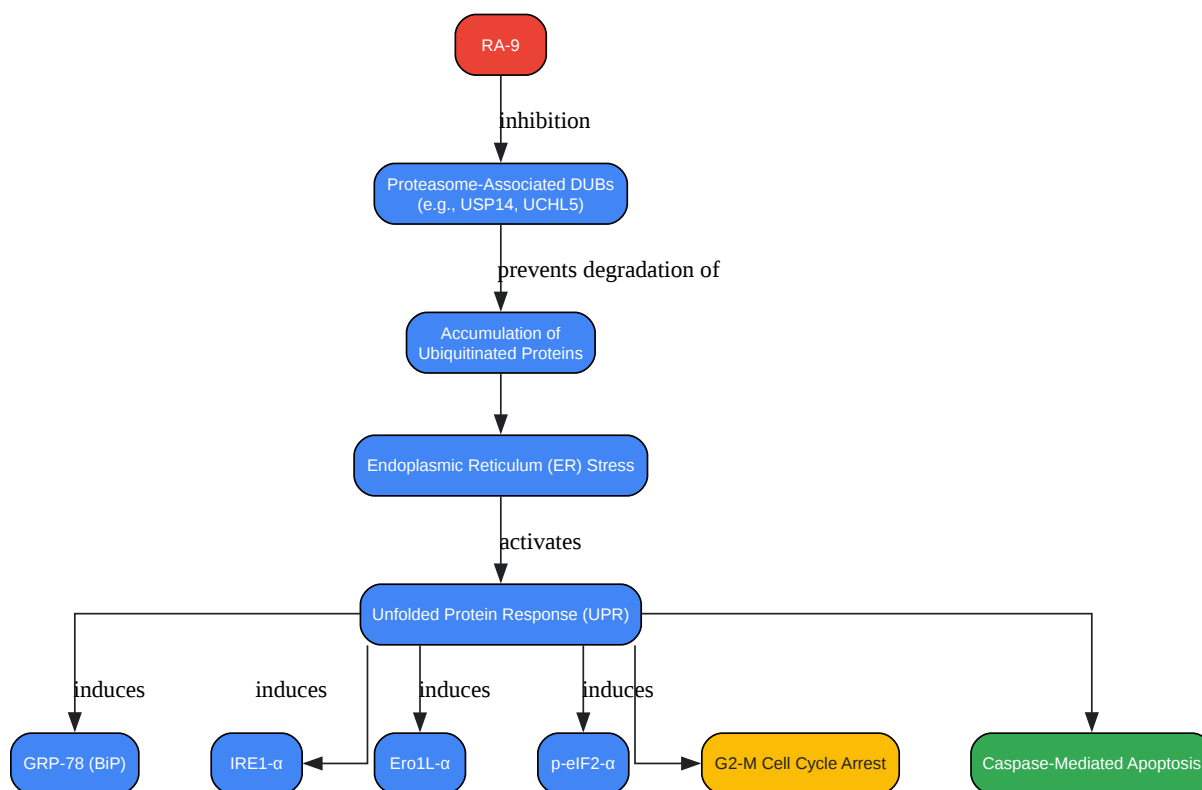 RA-9
inhibition
Proteasome-Associated DUBs
(e.g., USP14, UCHL5)
prevents degradation of
Accumulation of
Ubiquitinated Proteins
Endoplasmic Reticulum (ER) Stress
activates
Unfolded Protein Response (UPR)
induces
induces
induces
induces
GRP-78 (BiP)
IRE1-α
Ero1L-α
p-eIF2-α
G2-M Cell Cycle Arrest
Caspase-Mediated Apoptosis